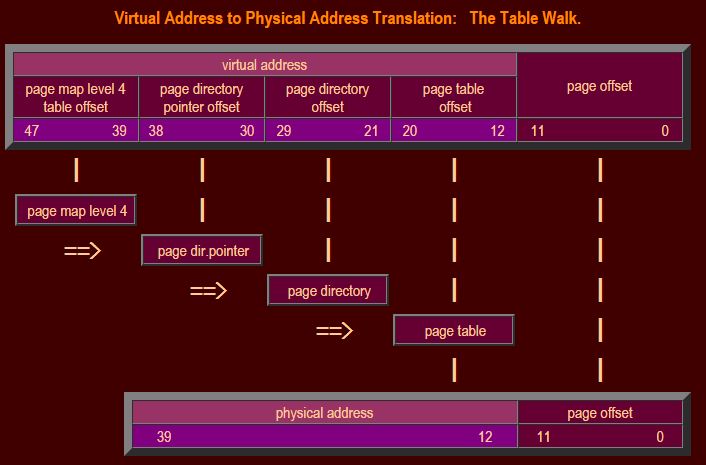 Virtual Address to Physical Address Translation: The Table Walk.
virtual address
page map level 4
table offset
page directory
pointer offset
page directory
offset
page table
offset
page offset
47 39 38 30 29 21 20 12 11 0
page map level 4
==> page dir.pointer
==> page directory
==> page table
physical address page offset
39 12 11 0